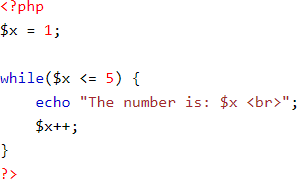 <?php
$x = 1;

while($x <= 5) {
    echo "The number is: $x <br>";
    $x++;
}
?>